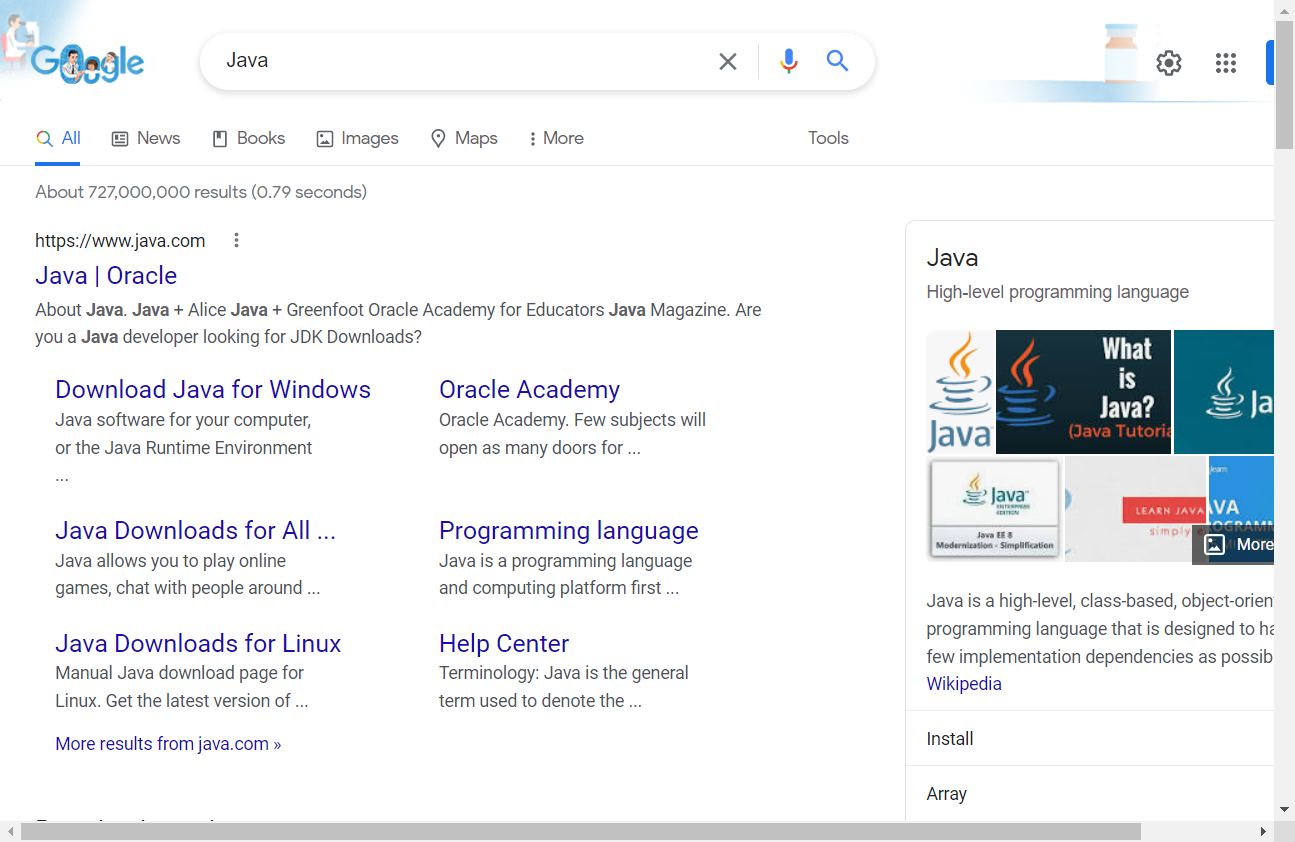 Google
Java
All
News
Books
Images
Maps
More
Tools
About 727,000,000 results (0.79 seconds)
https://www.java.com
Java | Oracle
About Java. Java + Alice Java + Greenfoot Oracle Academy for Educators Java Magazine. Are
you a Java developer looking for JDK Downloads?
Download Java for Windows
Java software for your computer,
or the Java Runtime Environment
...
Oracle Academy
Oracle Academy. Few subjects will
open as many doors for ...
Java Downloads for All ...
Java allows you to play online
games, chat with people around ...
Programming language
Java is a programming language
and computing platform first ...
Java Downloads for Linux
Manual Java download page for
Linux. Get the latest version of ...
Help Center
Terminology: Java is the general
term used to denote the ...
More results from java.com »
Java
High-level programming language
Java
What
is
Java?
(Java Tutoria
Ja
Java
ENTERPRISE
EDITION
Java EE 8
Modernization - Simplification
LEARN JAVA
simply
learn
AVA
More
Java is a high-level, class-based, object-orien
programming language that is designed to ha
few implementation dependencies as possib
Wikipedia
Install
Array